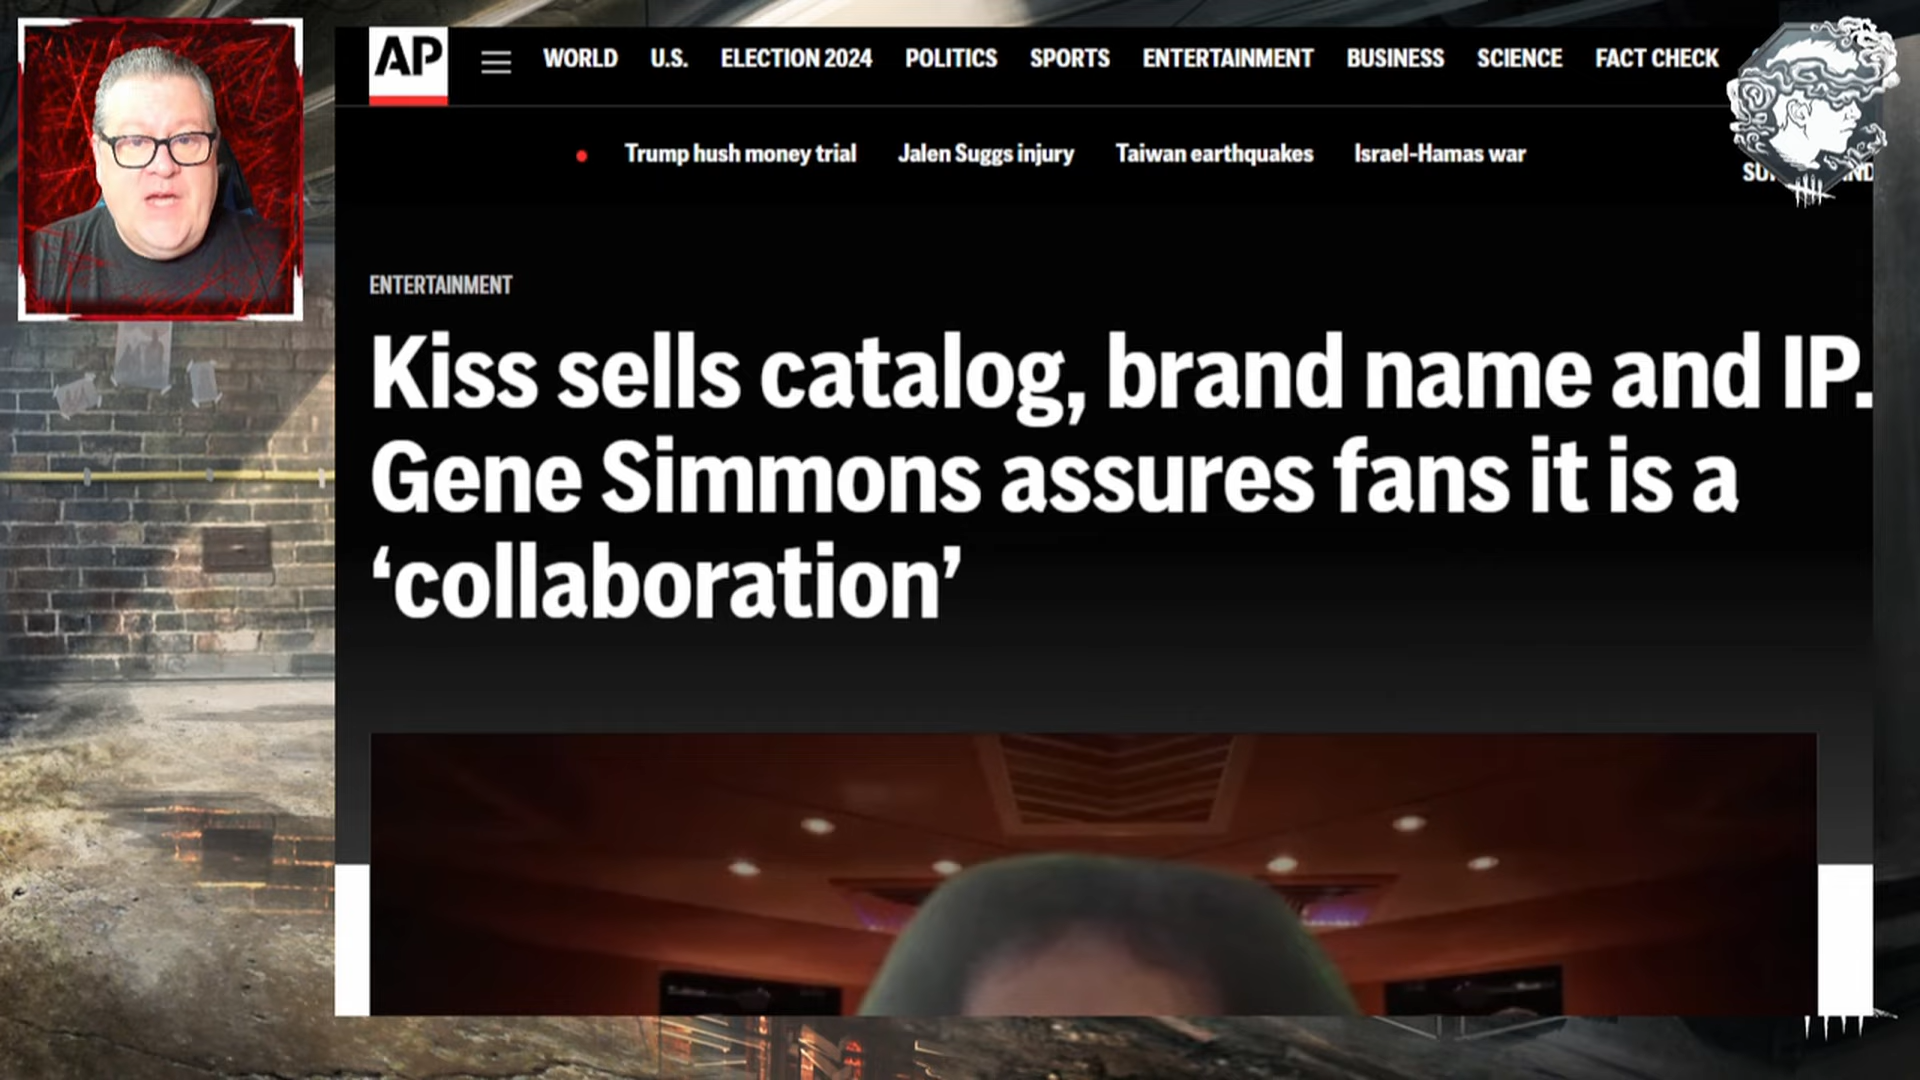 AP
WORLD U.S. ELECTION 2024 POLITICS SPORTS ENTERTAINMENT BUSINESS SCIENCE FACT CHECK
Trump hush money trial Jalen Suggs injury Taiwan earthquakes Israel-Hamas war
ENTERTAINMENT
Kiss sells catalog, brand name and IP.
Gene Simmons assures fans it is a
‘collaboration’